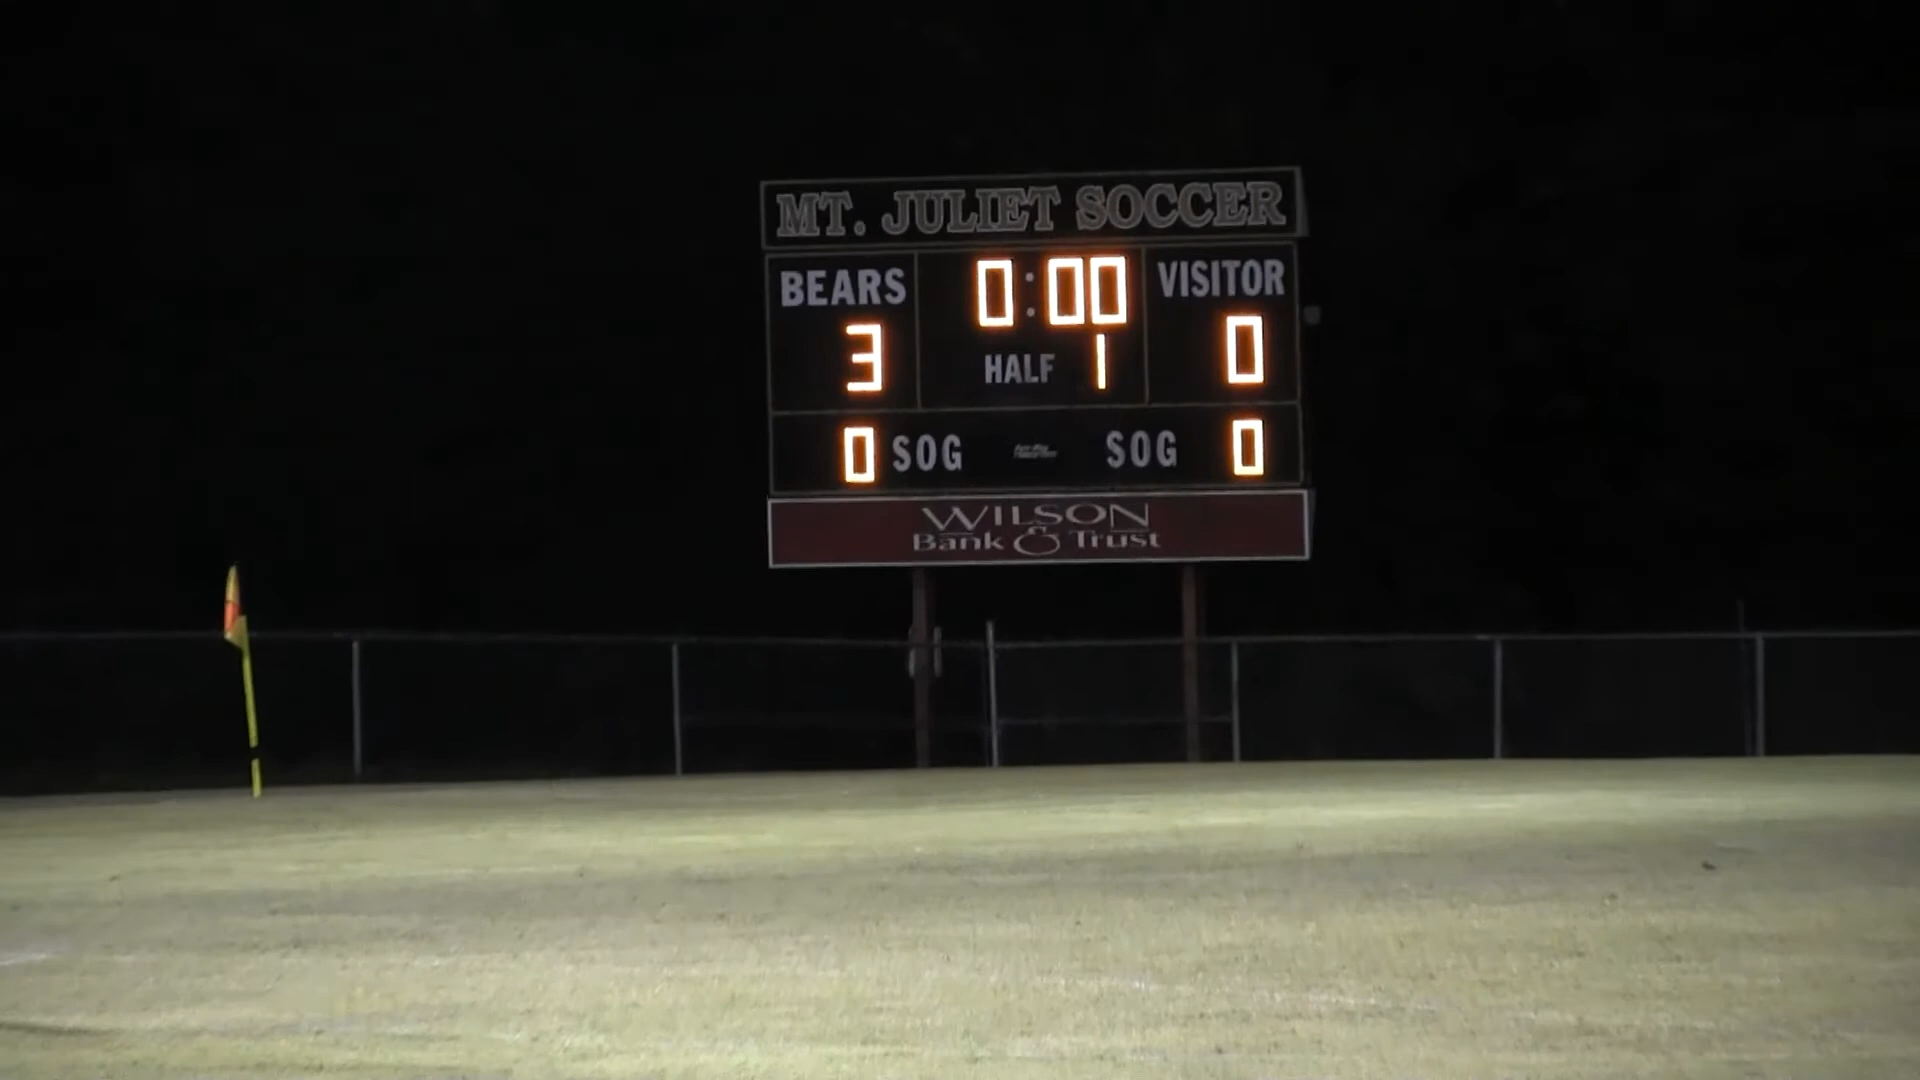 MT. JULIET SOCCER
BEARS 0:00 VISITOR
3 HALF 1 0
0 SOG SOG 0
WILSON
Bank & Trust